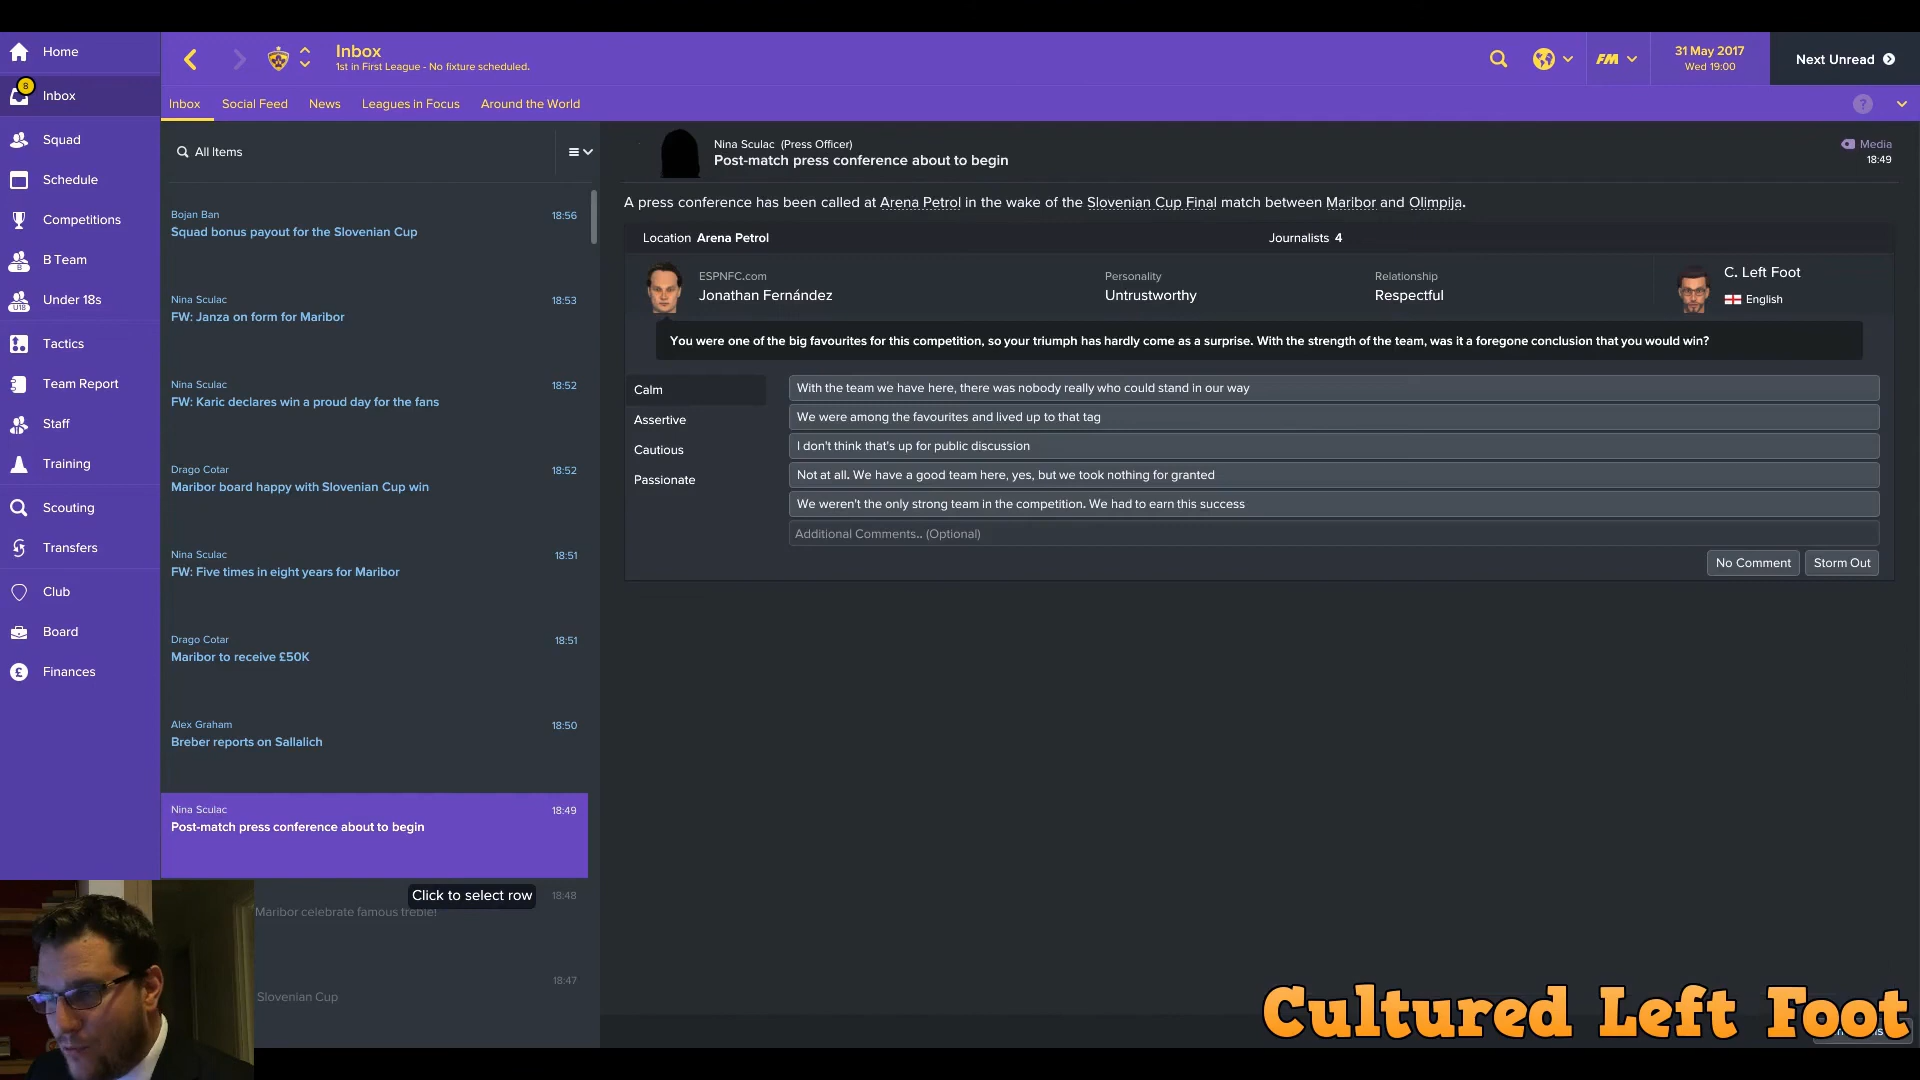 Home
Inbox
8
Squad
Schedule
Competitions
B Team
B
Under 18s
U18
Tactics
Team Report
Staff
Training
Scouting
Transfers
Club
Board
Finances
Inbox
1st in First League - No fixture scheduled.
FM
31 May 2017
Wed 19:00
Next Unread
Inbox
Social Feed
News
Leagues in Focus
Around the World
?
All Items
Bojan Ban
18:56
Squad bonus payout for the Slovenian Cup
Nina Sculac
18:53
FW: Janza on form for Maribor
Nina Sculac
18:52
FW: Karic declares win a proud day for the fans
Drago Cotar
18:52
Maribor board happy with Slovenian Cup win
Nina Sculac
18:51
FW: Five times in eight years for Maribor
Drago Cotar
18:51
Maribor to receive £50K
Alex Graham
18:50
Breber reports on Sallalich
Nina Sculac
18:49
Post-match press conference about to begin
Click to select row
18:48
Maribor celebrate famous treble!
18:47
Slovenian Cup
Nina Sculac (Press Officer)
Post-match press conference about to begin
Media
18:49
A press conference has been called at Arena Petrol in the wake of the Slovenian Cup Final match between Maribor and Olimpija.
Location Arena Petrol
Journalists 4
ESPNFC.com
Jonathan Fernández
Personality
Untrustworthy
Relationship
Respectful
C. Left Foot
English
You were one of the big favourites for this competition, so your triumph has hardly come as a surprise. With the strength of the team, was it a foregone conclusion that you would win?
Calm
Assertive
Cautious
Passionate
With the team we have here, there was nobody really who could stand in our way
We were among the favourites and lived up to that tag
I don't think that's up for public discussion
Not at all. We have a good team here, yes, but we took nothing for granted
We weren't the only strong team in the competition. We had to earn this success
Additional Comments.. (Optional)
No Comment
Storm Out
Cultured Left Foot